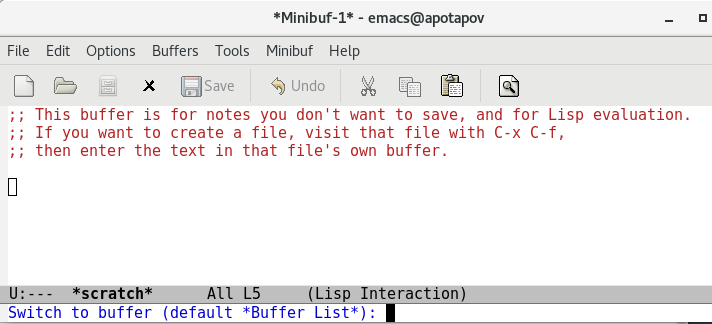 *Minibuf-1* - emacs@apotapov
File Edit Options Buffers Tools Minibuf Help
Save Undo
;; This buffer is for notes you don't want to save, and for Lisp evaluation.
;; If you want to create a file, visit that file with C-x C-f,
;; then enter the text in that file's own buffer.
U:--- *scratch* All L5 (Lisp Interaction)
Switch to buffer (default *Buffer List*):